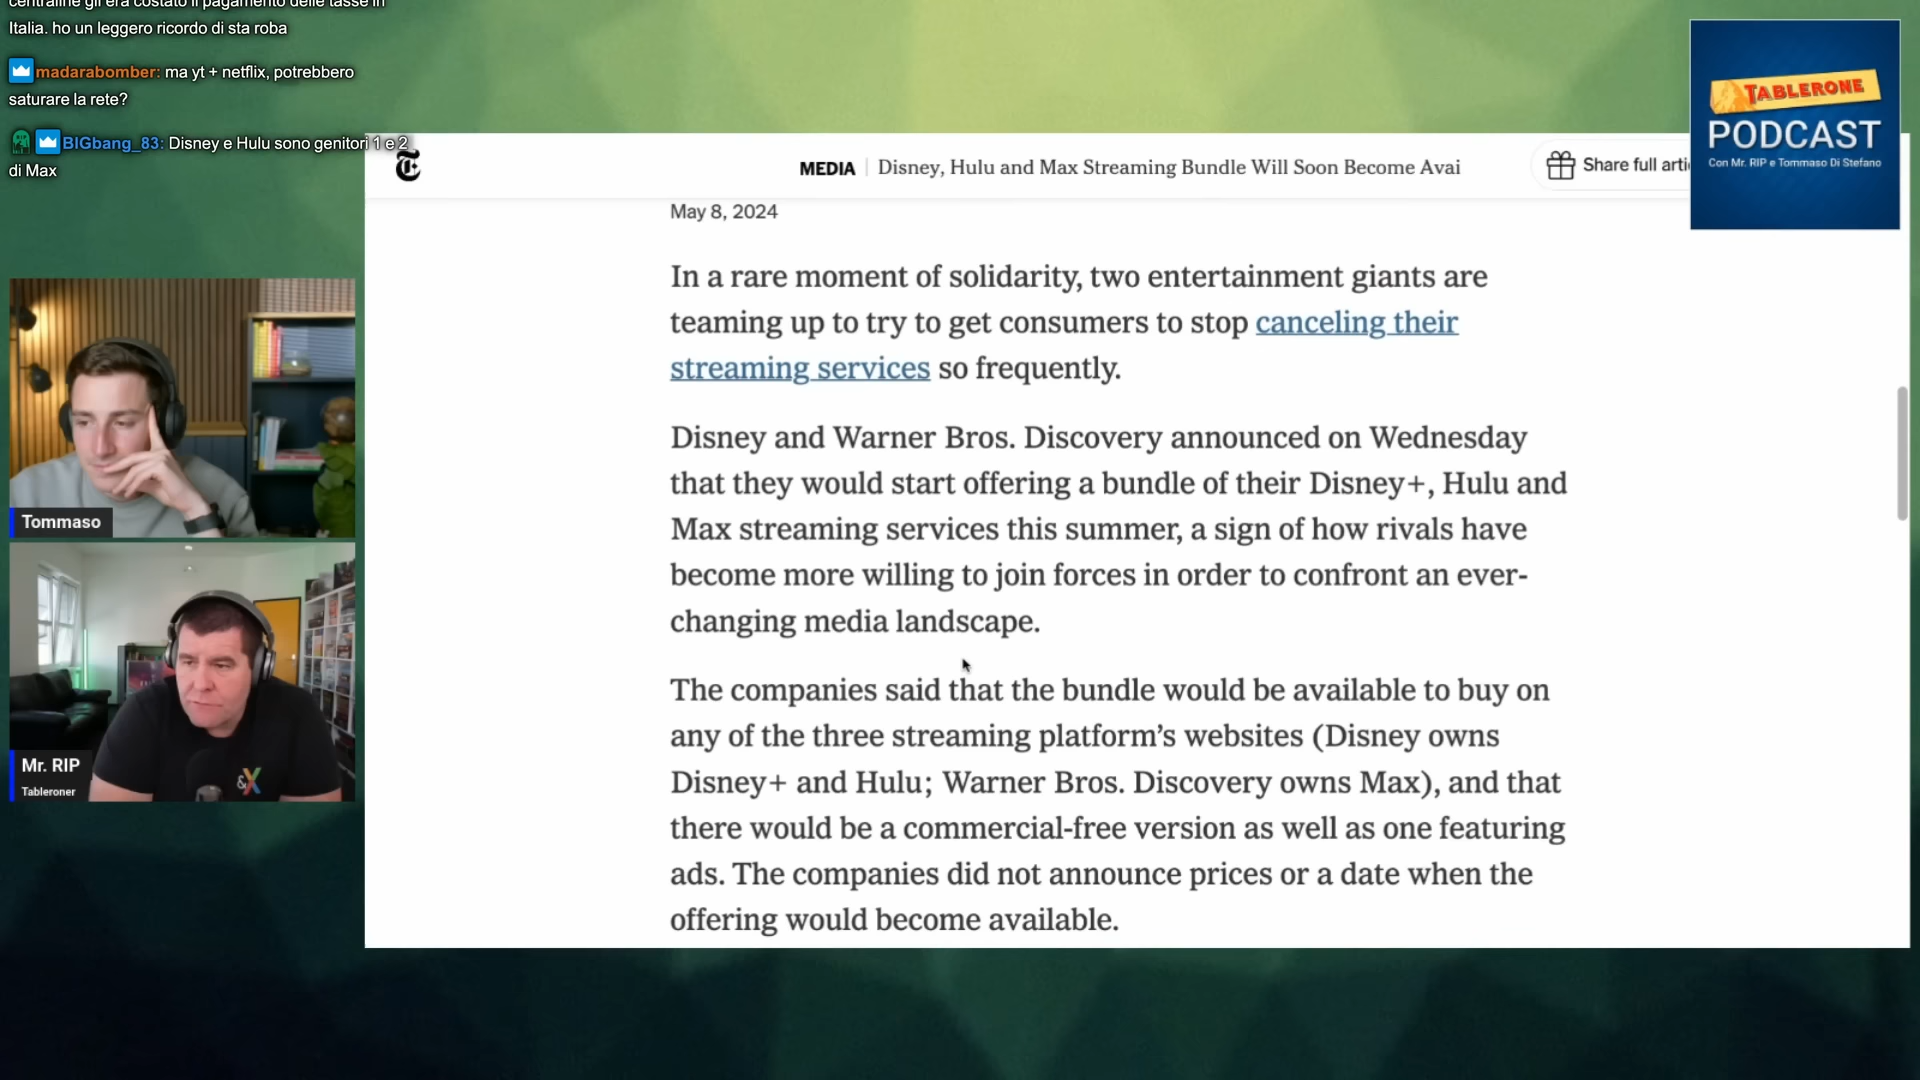 centraline gli era costato il pagamento delle tasse in
Italia. ho un leggero ricordo di sta roba
madarabomber: ma yt + netflix, potrebbero
saturare la rete?
BIGbang_83: Disney e Hulu sono genitori 1 e 2
di Max
MEDIA | Disney, Hulu and Max Streaming Bundle Will Soon Become Avai
Share full arti
TABLERONE
PODCAST
Con Mr. RIP e Tommaso Di Stefano
May 8, 2024
In a rare moment of solidarity, two entertainment giants are
teaming up to try to get consumers to stop canceling their
streaming services so frequently.
Disney and Warner Bros. Discovery announced on Wednesday
that they would start offering a bundle of their Disney+, Hulu and
Max streaming services this summer, a sign of how rivals have
become more willing to join forces in order to confront an ever-
changing media landscape.
The companies said that the bundle would be available to buy on
any of the three streaming platform’s websites (Disney owns
Disney+ and Hulu; Warner Bros. Discovery owns Max), and that
there would be a commercial-free version as well as one featuring
ads. The companies did not announce prices or a date when the
offering would become available.
Tommaso
&X
Mr. RIP
Tableroner